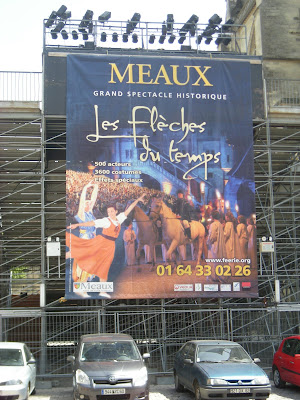 MEAUX
GRAND SPECTACLE HISTORIQUE
Les Flèches
du temps
500 acteurs
3600 costumes
Effets spéciaux
www.feerie.org
01 64 33 02 26
Meaux